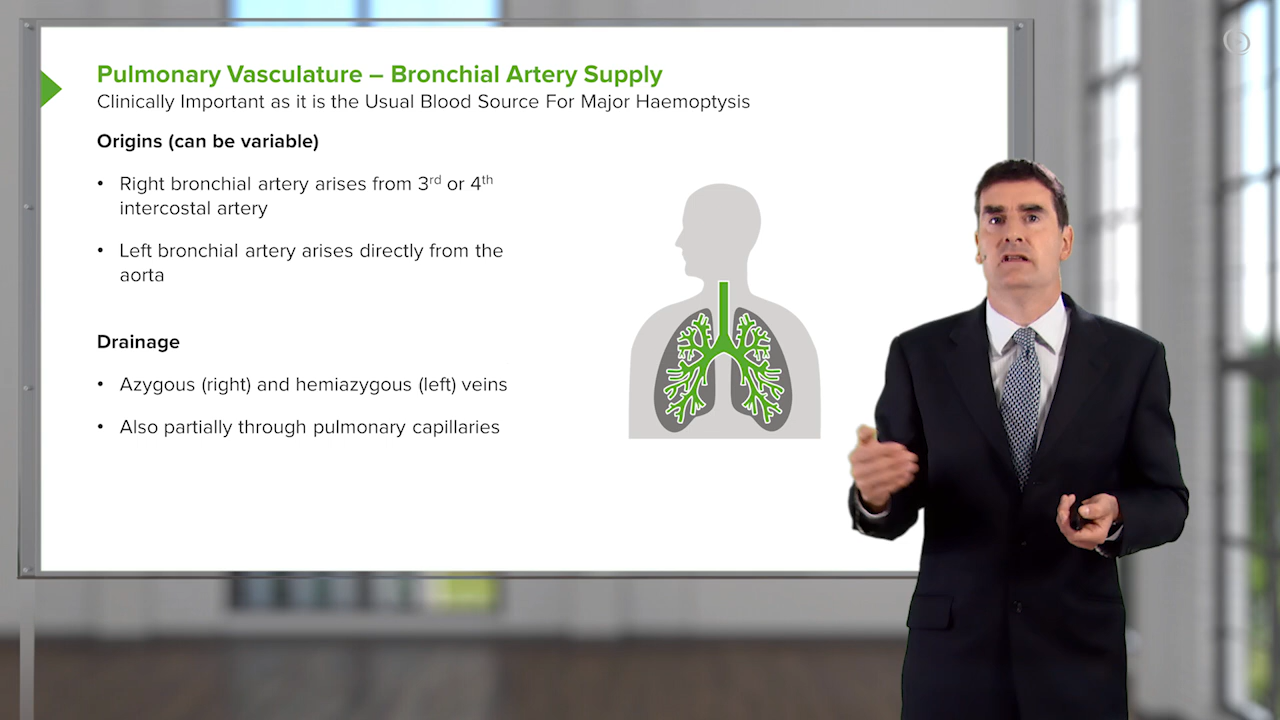 Pulmonary Vasculature – Bronchial Artery Supply
Clinically Important as it is the Usual Blood Source For Major Haemoptysis
Origins (can be variable)
• Right bronchial artery arises from 3rd or 4th
intercostal artery
• Left bronchial artery arises directly from the
aorta
Drainage
• Azygous (right) and hemiazygous (left) veins
• Also partially through pulmonary capillaries